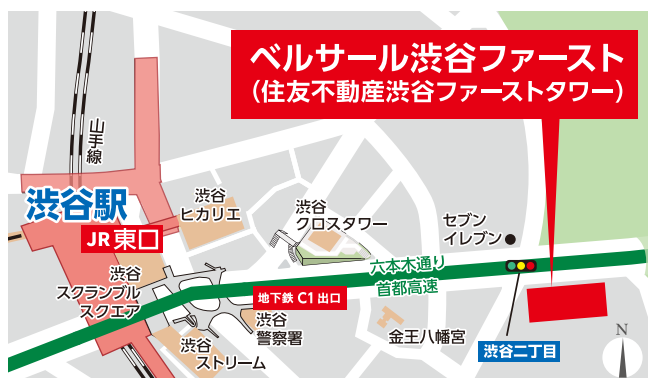 ベルサール渋谷ファースト
（住友不動産渋谷ファーストタワー）
山手線
渋谷駅
JR 東口
渋谷
ヒカリエ
渋谷
クロスタワー
セブン
イレブン
六本木通り
首都高速
渋谷
スクランブル
スクエア
地下鉄 C1 出口
渋谷
警察署
金王八幡宮
渋谷二丁目
渋谷
ストリーム
N